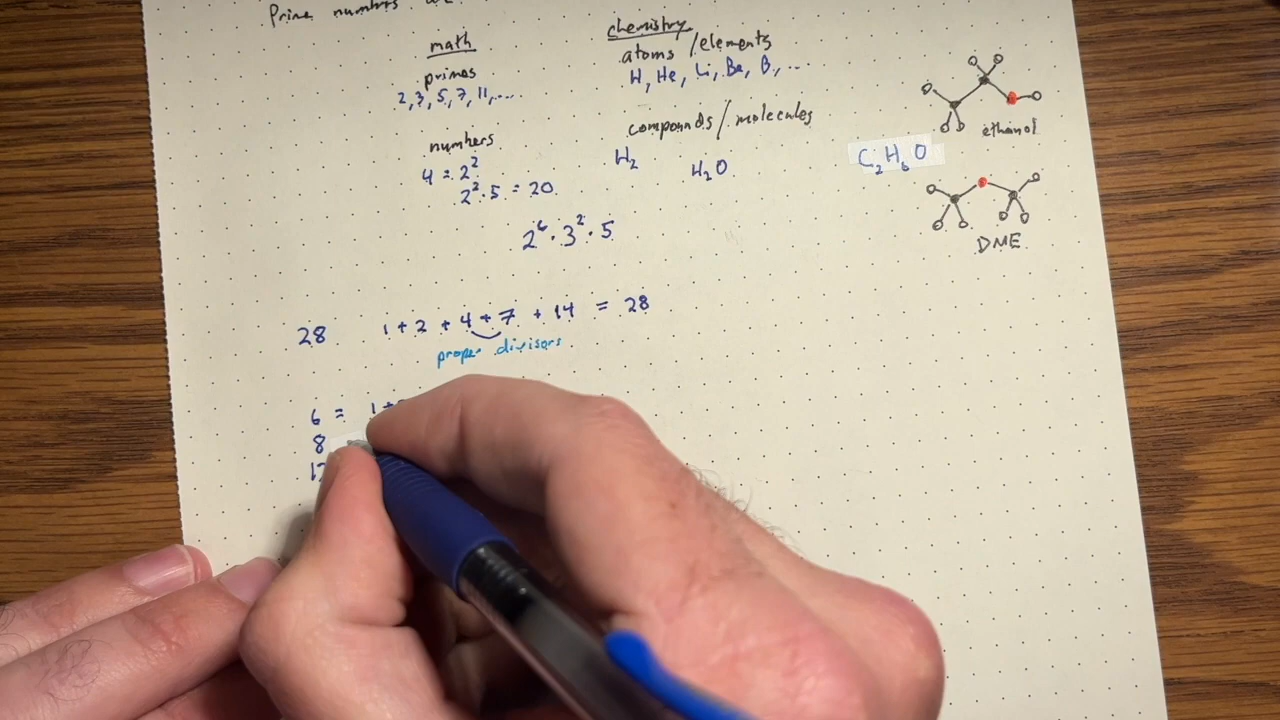 Prime numbers
math
primes
2, 3, 5, 7, 11, ....
numbers
4 = 2²
2²·5 = 20
2⁶·3²·5
chemistry
atoms/elements
H, He, Li, Be, B, ...
compounds/molecules
H₂ H₂O C₂H₆O
ethanol
DME
28 1 + 2 + 4 + 7 + 14 = 28
proper divisors
6 = 1 +
8